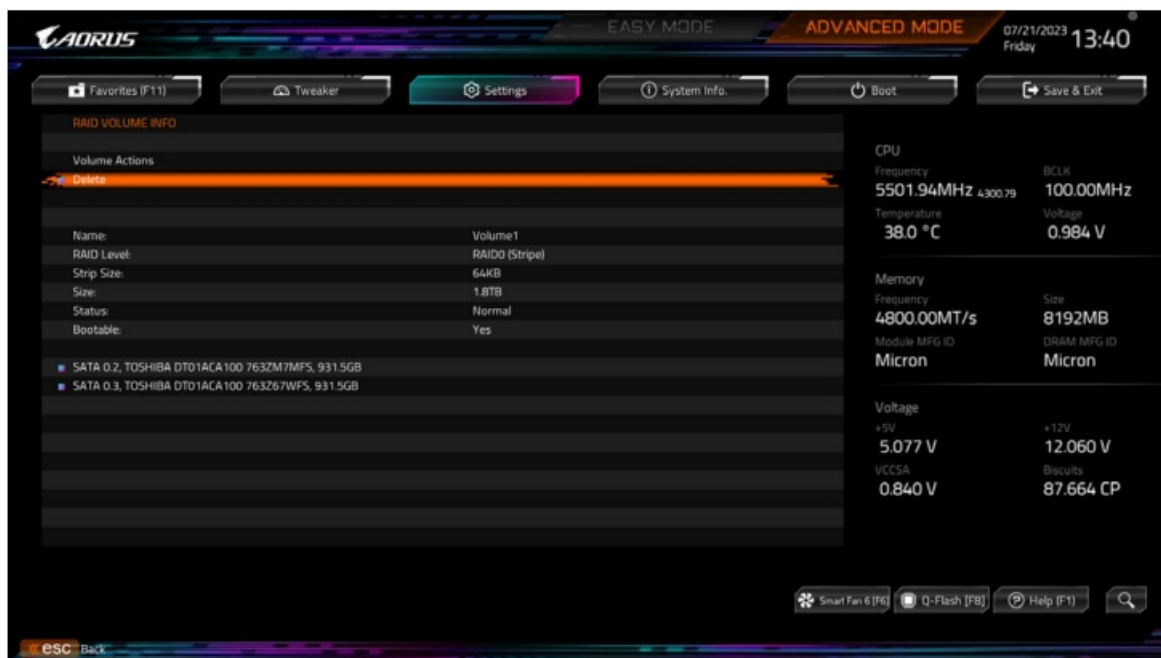 AORUS
EASY MODE
ADVANCED MODE
07/21/2023
Friday
13:40
Favorites (F11)
Tweaker
Settings
System Info.
Boot
Save & Exit
RAID VOLUME INFO
Volume Actions
Delete
Name: Volume1
RAID Level: RAID0 (Stripe)
Strip Size: 64KB
Size: 1.8TB
Status: Normal
Bootable: Yes
SATA 0.2, TOSHIBA DT01ACA100 763ZM7MFS, 931.5GB
SATA 0.3, TOSHIBA DT01ACA100 763Z67WFS, 931.5GB
CPU
Frequency BCLK
5501.94MHz 4300.79 100.00MHz
Temperature Voltage
38.0 °C 0.984 V
Memory
Frequency Size
4800.00MT/s 8192MB
Module MFG ID DRAM MFG ID
Micron Micron
Voltage
+5V +12V
5.077 V 12.060 V
VCCSA Biscuits
0.840 V 87.664 CP
Smart Fan 6 [F6]
Q-Flash [F8]
Help (F1)
esc Back